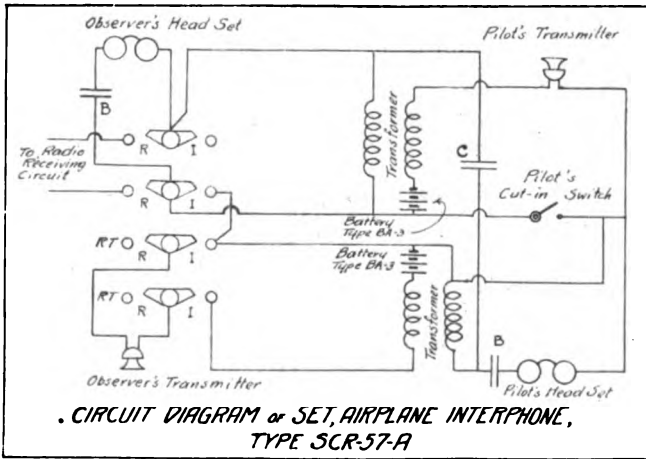 Observer's Head Set
Pilot's Transmitter
B
R I
To Radio
Receiving
Circuit
R I
Transformer
C
Pilot's
Cut-in Switch
Battery
Type BA-3
RT R I
Battery
Type BA-3
RT R I
Transformer
B
Observer's Transmitter
Pilot's Head Set
. CIRCUIT DIAGRAM OF SET, AIRPLANE INTERPHONE,
TYPE SCR-57-A